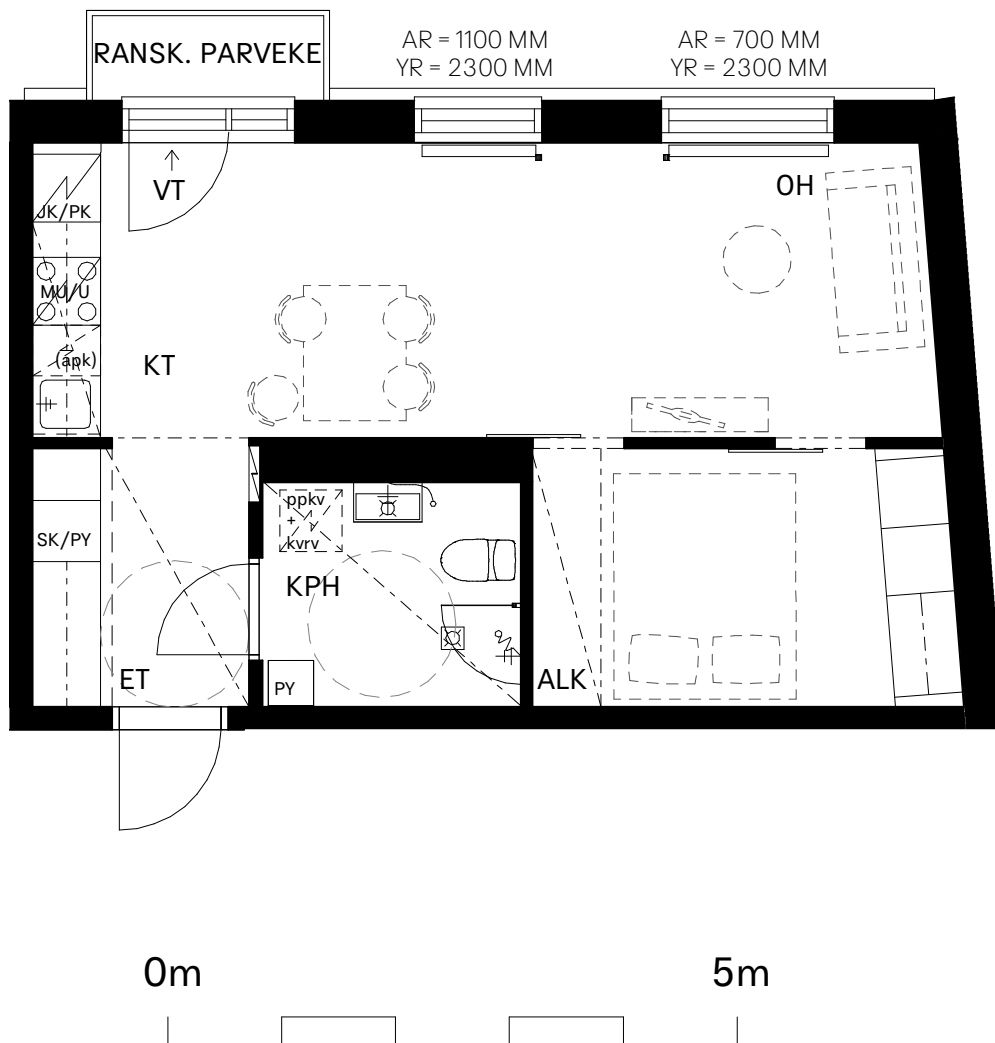 RANSK. PARVEKE
AR = 1100 MM
YR = 2300 MM
AR = 700 MM
YR = 2300 MM
VT
OH
JK/PK
MU/U
(apk)
KT
SK/PY
ppkv
+
kvrv
KPH
ET
PY
ALK
0m
5m